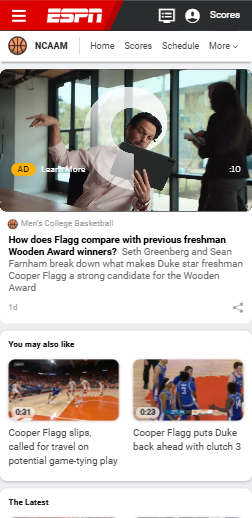 ESPN
Scores
NCAAM
Home Scores Schedule More
AD Learn More :10
Men's College Basketball
How does Flagg compare with previous freshman
Wooden Award winners? Seth Greenberg and Sean
Farnham break down what makes Duke star freshman
Cooper Flagg a strong candidate for the Wooden
Award
1d
You may also like
0:31
0:23
Cooper Flagg slips,
called for travel on
potential game-tying play
Cooper Flagg puts Duke
back ahead with clutch 3
The Latest